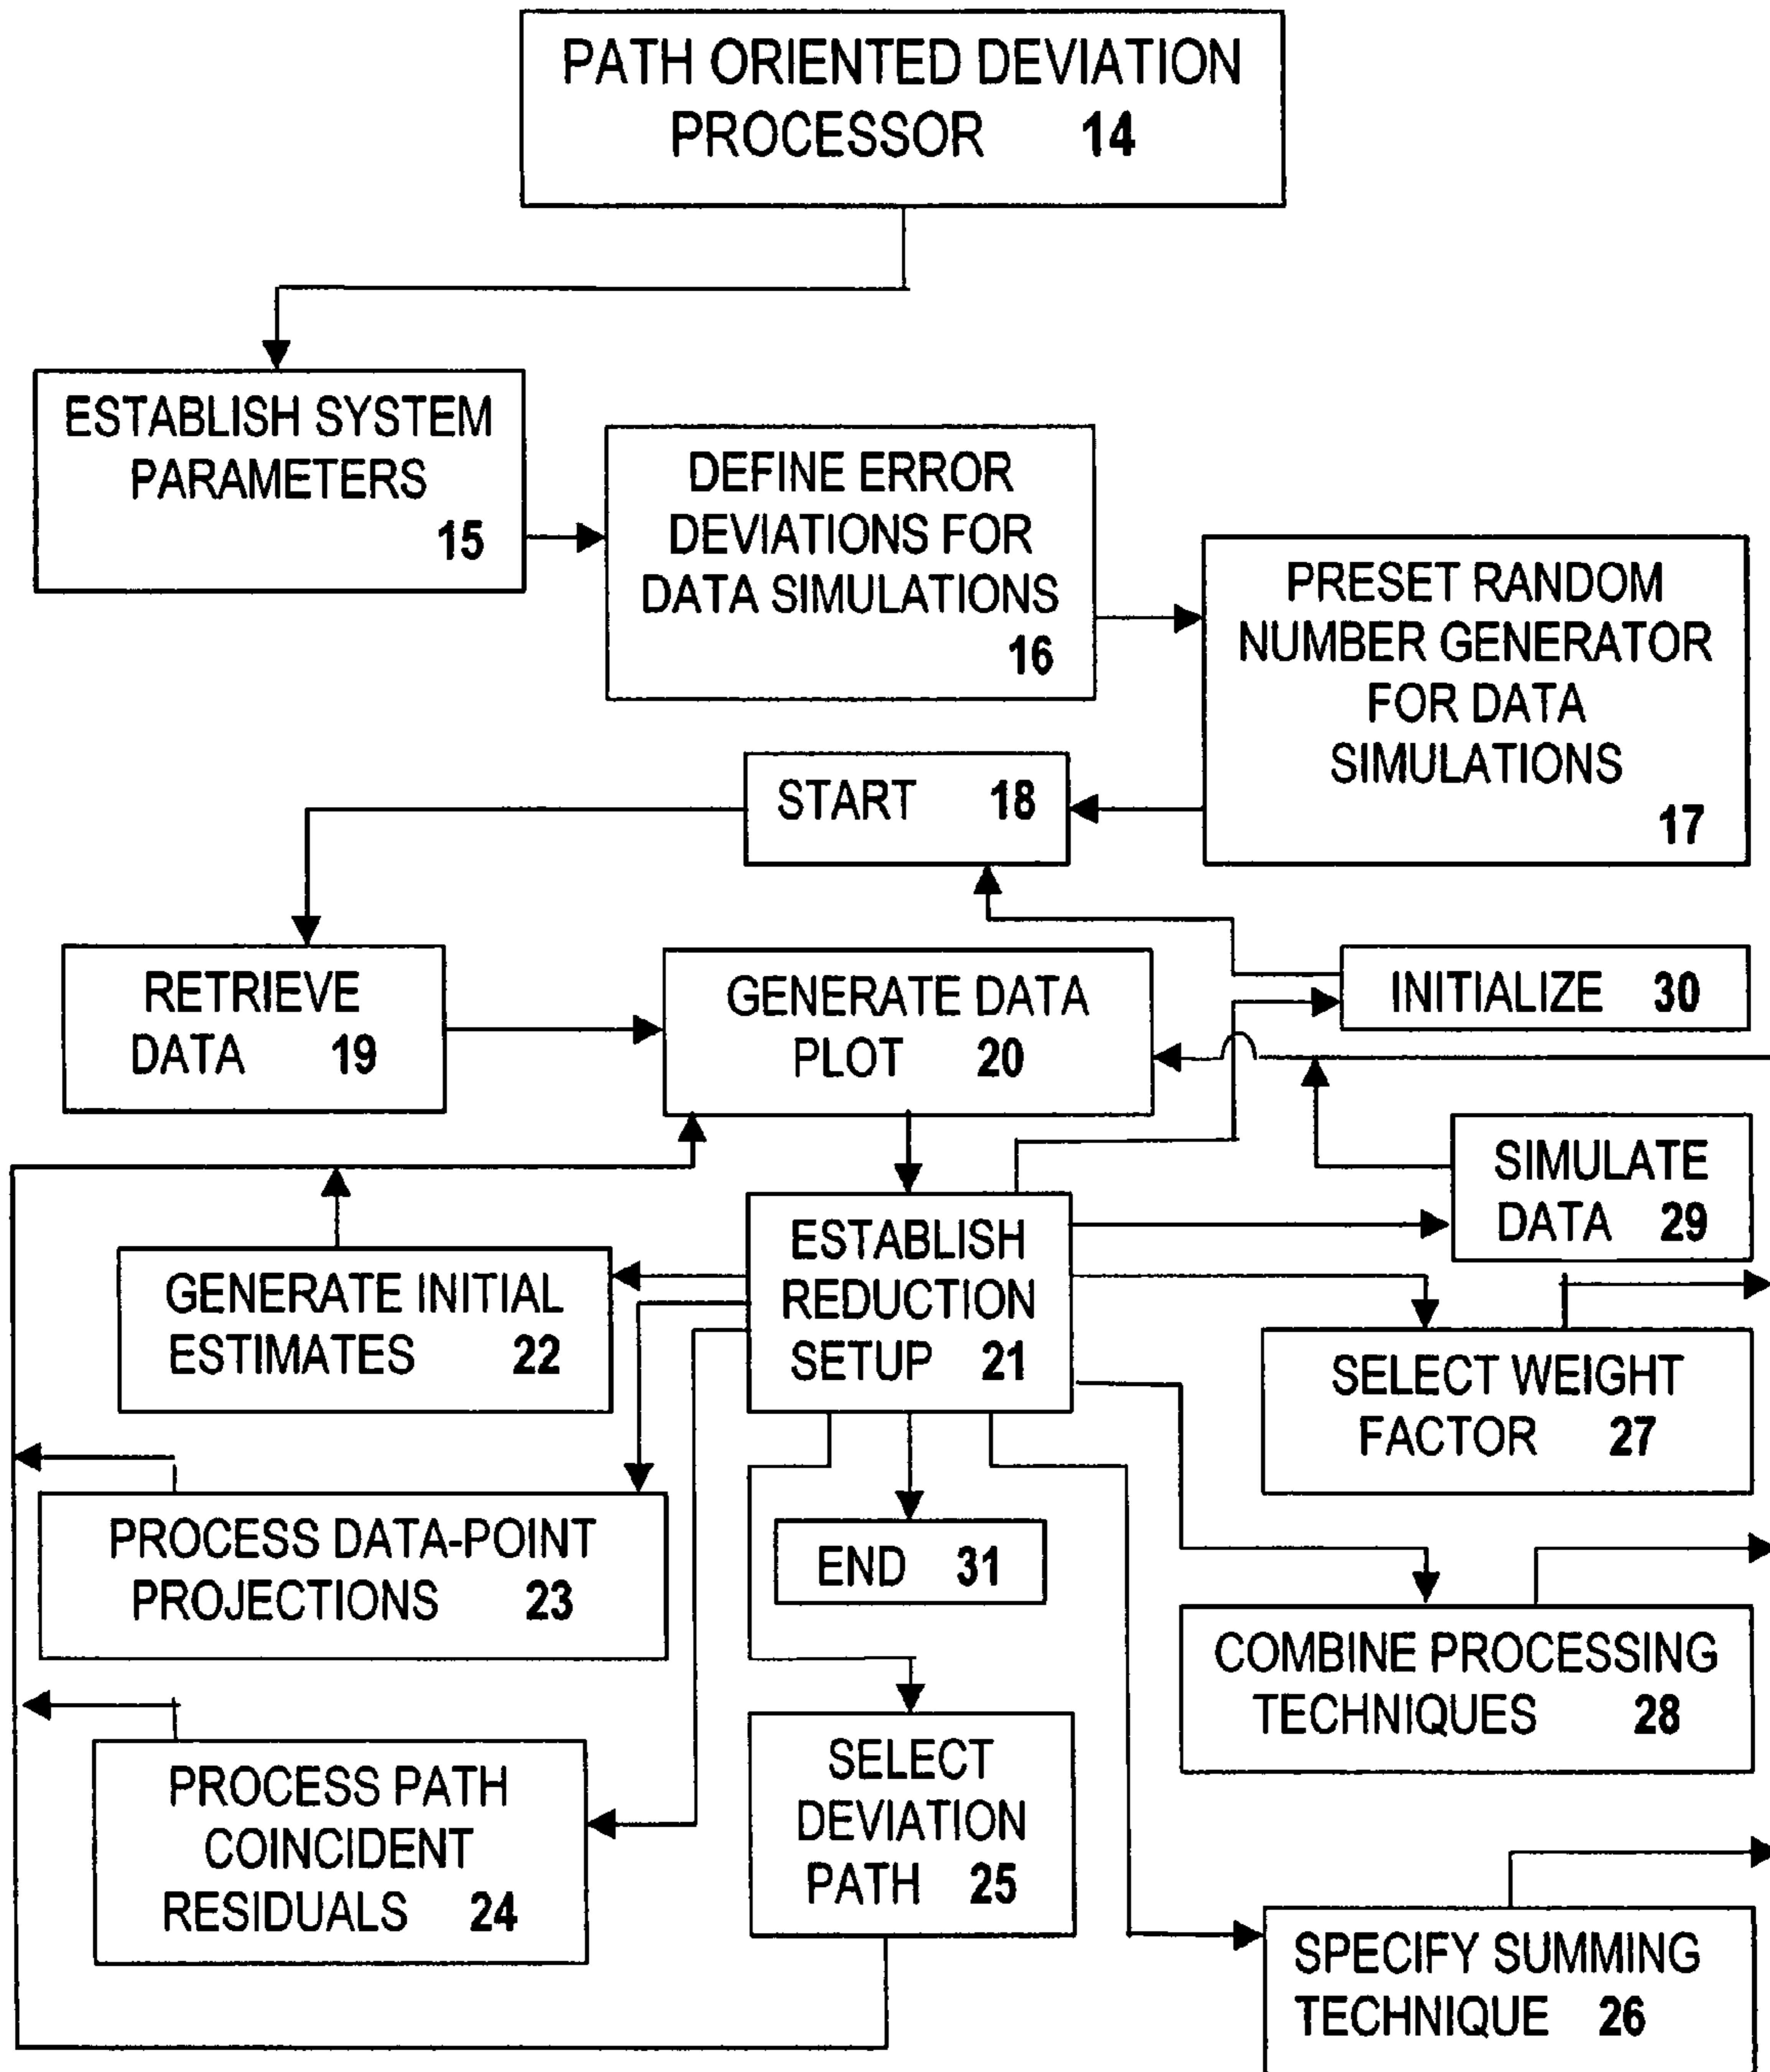 PATH ORIENTED DEVIATION
PROCESSOR 14
ESTABLISH SYSTEM
PARAMETERS
15
DEFINE ERROR
DEVIATIONS FOR
DATA SIMULATIONS
16
PRESET RANDOM
NUMBER GENERATOR
FOR DATA
SIMULATIONS
17
START 18
RETRIEVE
DATA 19
GENERATE DATA
PLOT 20
INITIALIZE 30
SIMULATE
DATA 29
ESTABLISH
REDUCTION
SETUP 21
GENERATE INITIAL
ESTIMATES 22
SELECT WEIGHT
FACTOR 27
PROCESS DATA-POINT
PROJECTIONS 23
END 31
COMBINE PROCESSING
TECHNIQUES 28
PROCESS PATH
COINCIDENT
RESIDUALS 24
SELECT
DEVIATION
PATH 25
SPECIFY SUMMING
TECHNIQUE 26